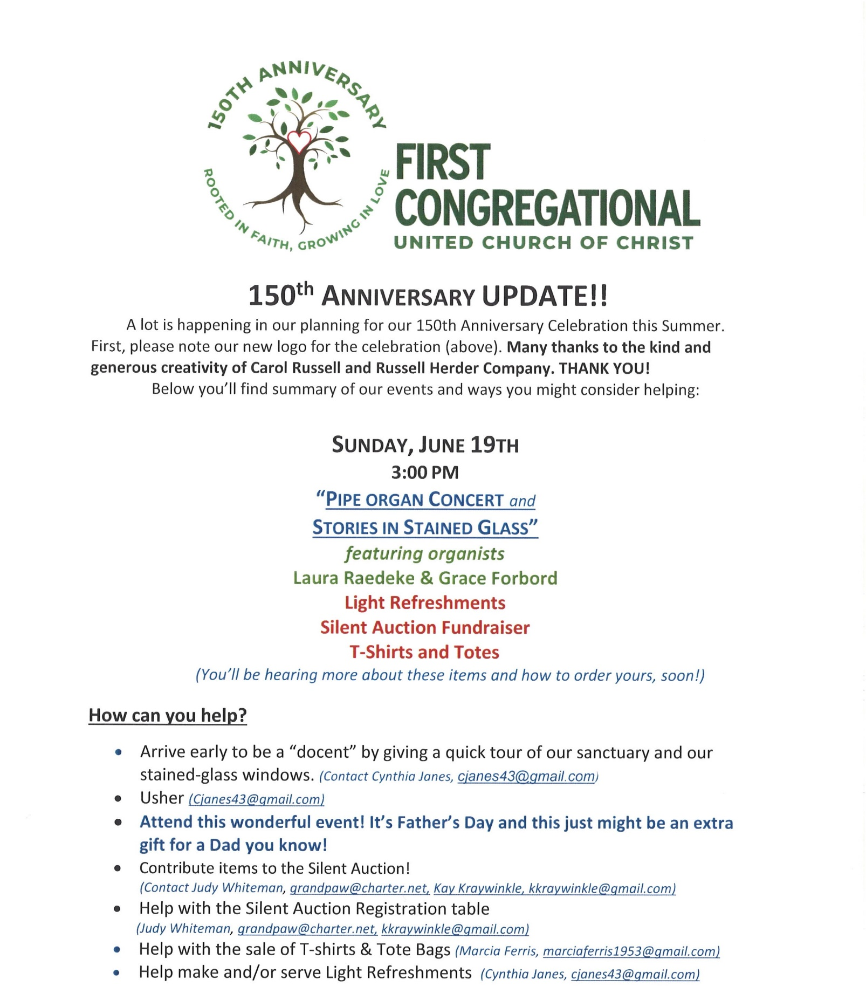 150TH ANNIVERSARY
ROOTED IN FAITH, GROWING IN LOVE
FIRST
CONGREGATIONAL
UNITED CHURCH OF CHRIST
150th ANNIVERSARY UPDATE!!
A lot is happening in our planning for our 150th Anniversary Celebration this Summer.
First, please note our new logo for the celebration (above). Many thanks to the kind and
generous creativity of Carol Russell and Russell Herder Company. THANK YOU!
Below you'll find summary of our events and ways you might consider helping:
SUNDAY, JUNE 19TH
3:00 PM
“PIPE ORGAN CONCERT and
STORIES IN STAINED GLASS”
featuring organists
Laura Raedeke & Grace Forbord
Light Refreshments
Silent Auction Fundraiser
T-Shirts and Totes
(You'll be hearing more about these items and how to order yours, soon!)
How can you help?
• Arrive early to be a “docent” by giving a quick tour of our sanctuary and our
stained-glass windows. (Contact Cynthia Janes, cjanes43@gmail.com)
• Usher (Cjanes43@gmail.com)
• Attend this wonderful event! It's Father's Day and this just might be an extra
gift for a Dad you know!
• Contribute items to the Silent Auction!
(Contact Judy Whiteman, grandpaw@charter.net, Kay Kraywinkle, kkraywinkle@gmail.com)
• Help with the Silent Auction Registration table
(Judy Whiteman, grandpaw@charter.net, kkraywinkle@gmail.com)
• Help with the sale of T-shirts & Tote Bags (Marcia Ferris, marciaferris1953@gmail.com)
• Help make and/or serve Light Refreshments (Cynthia Janes, cjanes43@gmail.com)